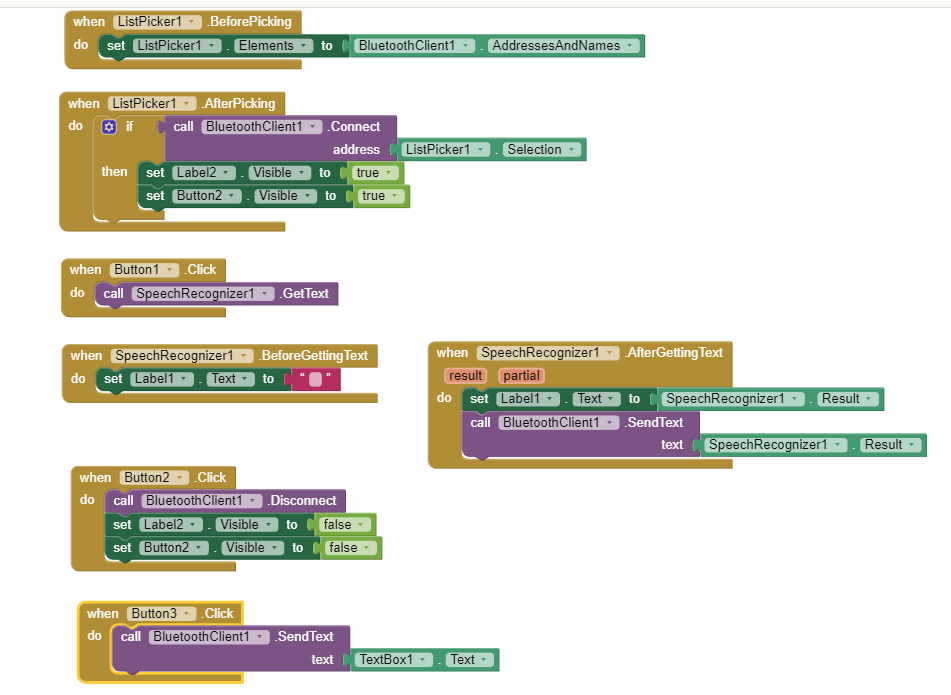 when ListPicker1 .BeforePicking
do set ListPicker1 . Elements to BluetoothClient1 . AddressesAndNames
when ListPicker1 .AfterPicking
do if call BluetoothClient1 .Connect
address ListPicker1 . Selection
then set Label2 . Visible to true
set Button2 . Visible to true
when Button1 .Click
do call SpeechRecognizer1 .GetText
when SpeechRecognizer1 .BeforeGettingText
do set Label1 . Text to " "
when SpeechRecognizer1 .AfterGettingText
result partial
do set Label1 . Text to SpeechRecognizer1 . Result
call BluetoothClient1 .SendText
text SpeechRecognizer1 . Result
when Button2 .Click
do call BluetoothClient1 .Disconnect
set Label2 . Visible to false
set Button2 . Visible to false
when Button3 .Click
do call BluetoothClient1 .SendText
text TextBox1 . Text